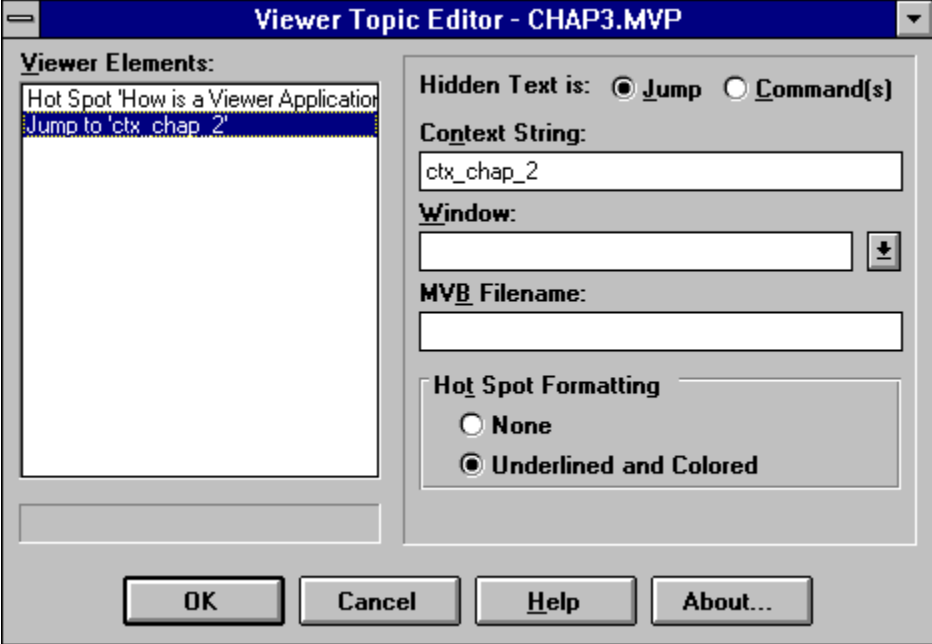 Viewer Topic Editor - CHAP3.MVP
Viewer Elements:
Hot Spot 'How is a Viewer Application
Jump to 'ctx_chap_2'
Hidden Text is:
Jump
Command(s)
Context String:
ctx_chap_2
Window:
MVB Filename:
Hot Spot Formatting
None
Underlined and Colored
OK
Cancel
Help
About...